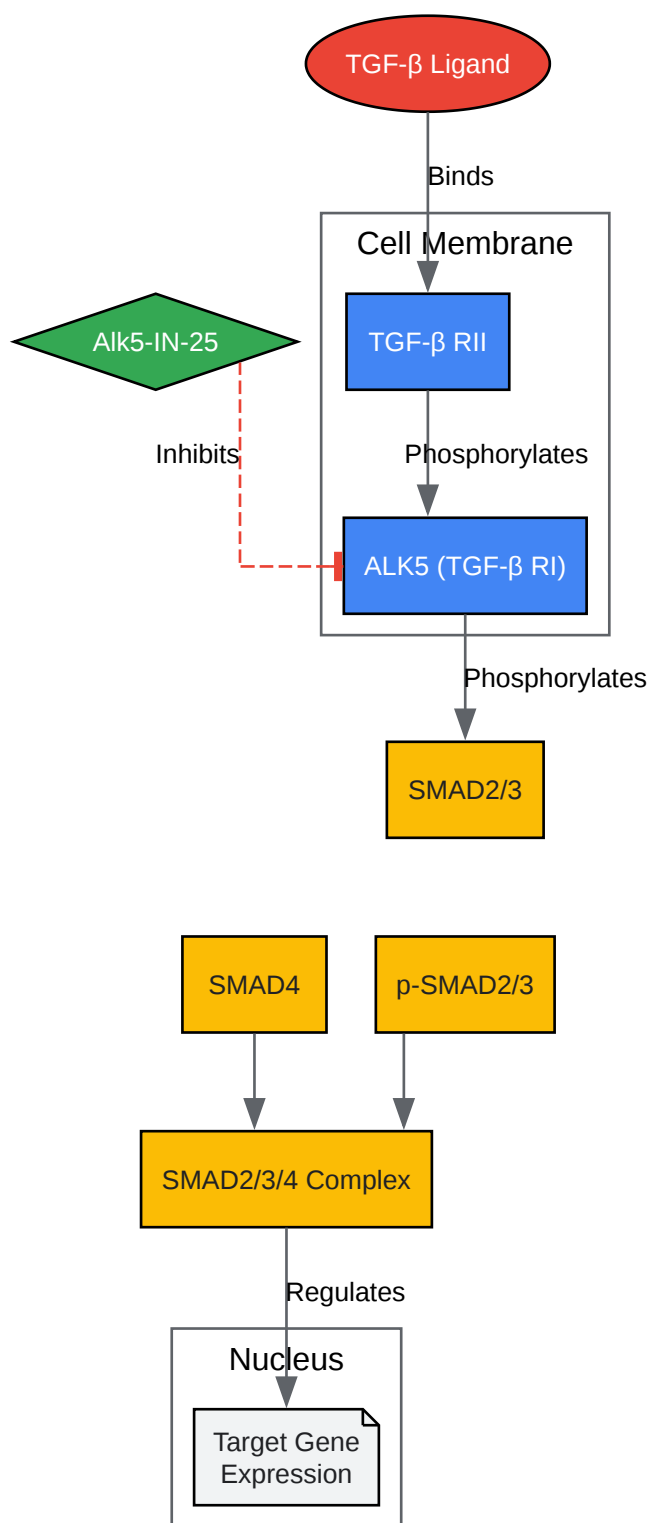 TGF-β Ligand
Binds
Cell Membrane
Alk5-IN-25
TGF-β RII
Inhibits
Phosphorylates
ALK5 (TGF-β RI)
Phosphorylates
SMAD2/3
SMAD4
p-SMAD2/3
SMAD2/3/4 Complex
Regulates
Nucleus
Target Gene
Expression